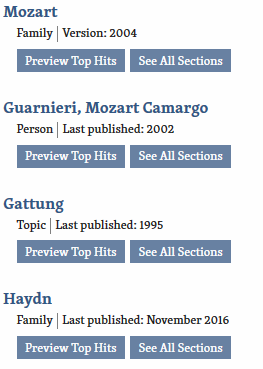 Mozart
Family | Version: 2004
Preview Top Hits See All Sections
Guarnieri, Mozart Camargo
Person | Last published: 2002
Preview Top Hits See All Sections
Gattung
Topic | Last published: 1995
Preview Top Hits See All Sections
Haydn
Family | Last published: November 2016
Preview Top Hits See All Sections